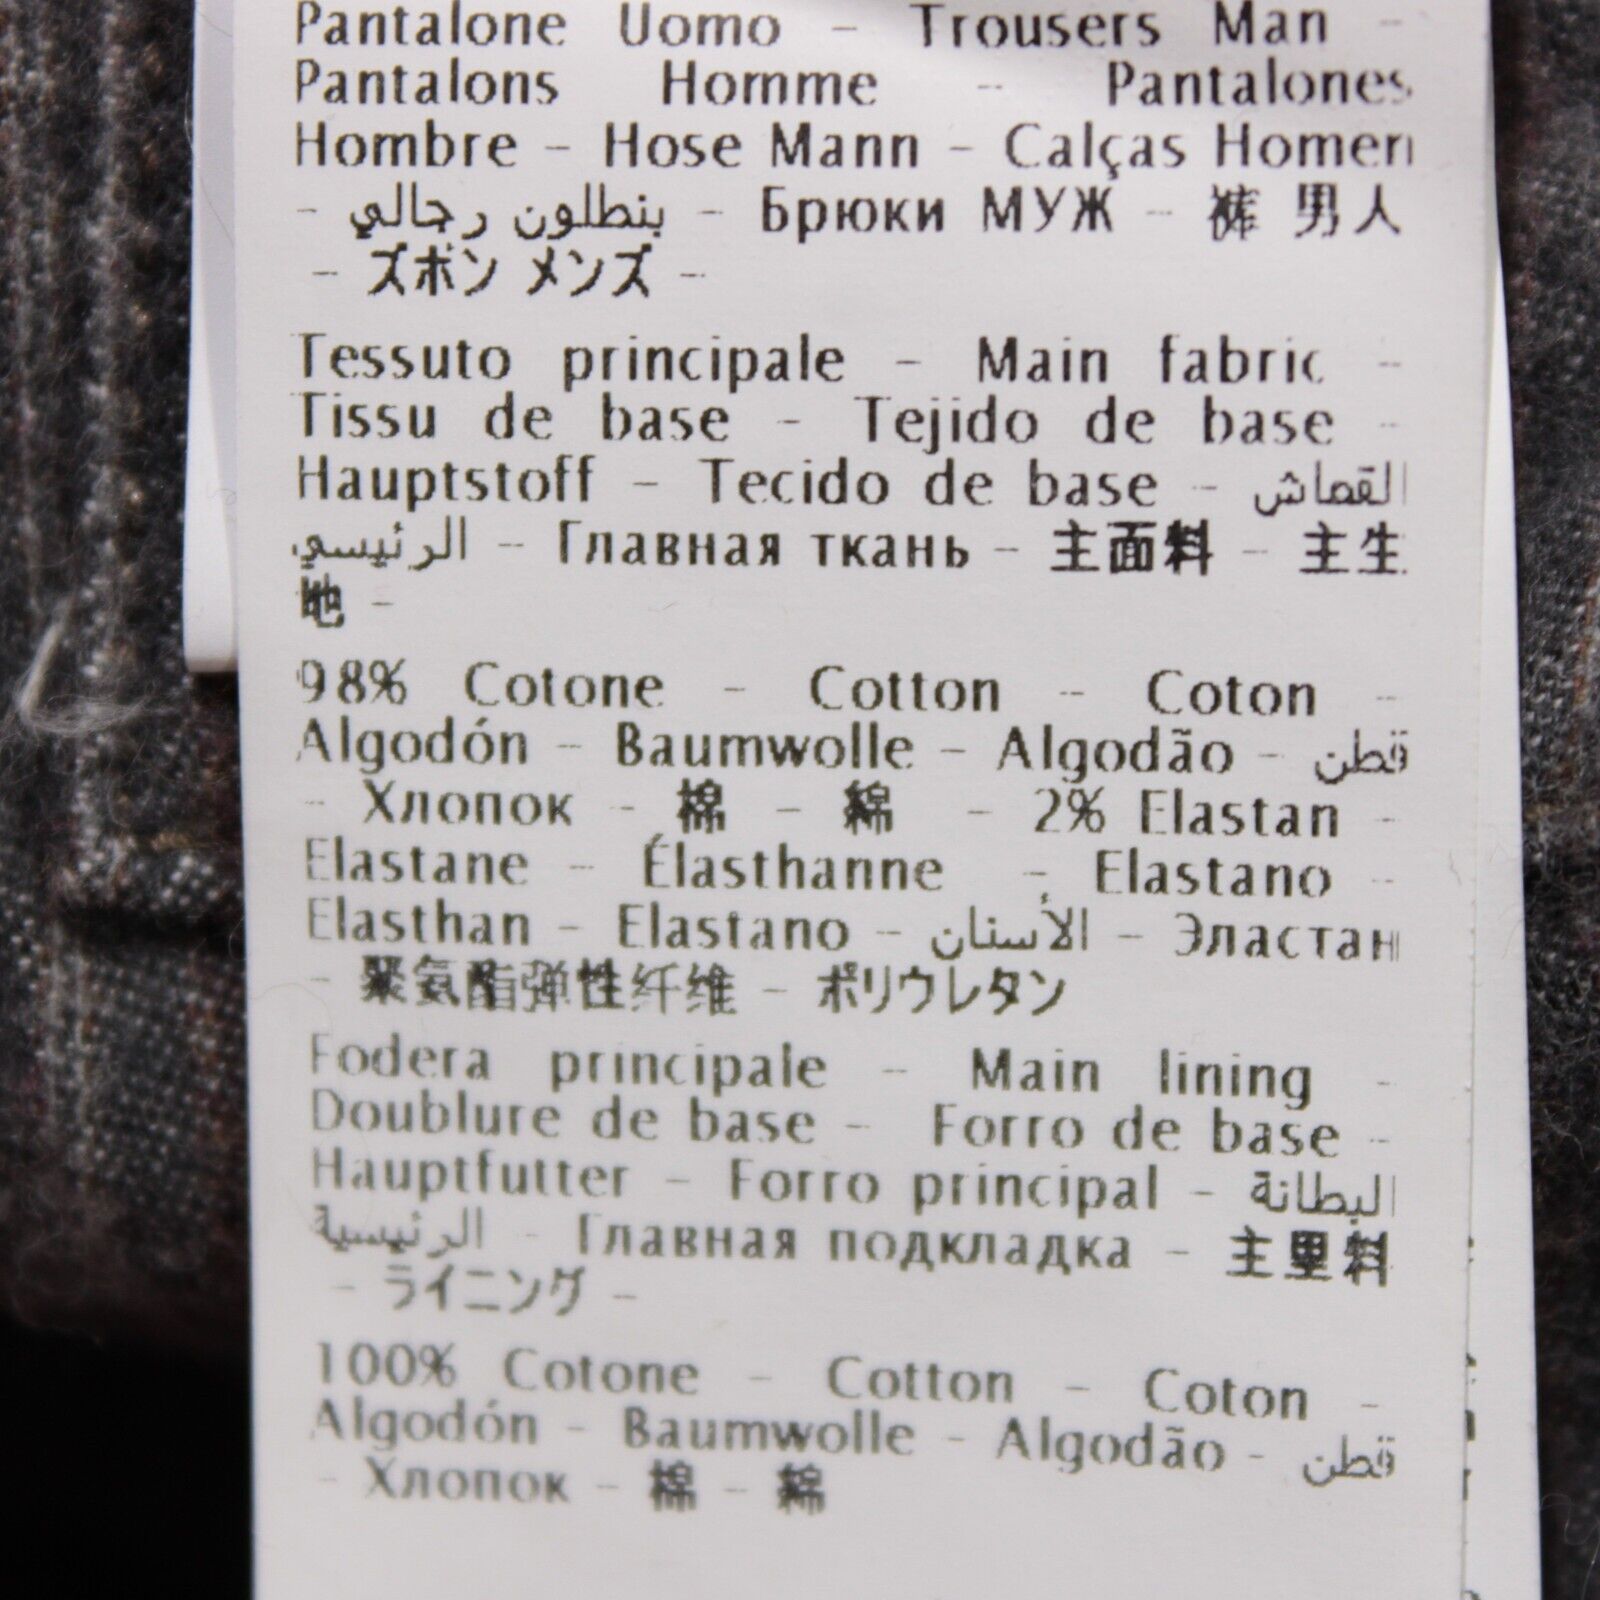 Pantalone Uomo - Trousers Man -
Pantalons Homme - Pantalones
Hombre - Hose Mann - Calças Homem
- بنطلون رجالي - Брюки МУЖ - 裤 男人
- ズボン メンズ -
Tessuto principale - Main fabric -
Tissu de base - Tejido de base -
Hauptstoff - Tecido de base - القماش
الرئيسي - Главная ткань - 主面料 - 主生
地 -
98% Cotone - Cotton - Coton -
Algodón - Baumwolle - Algodão - قطن
- Хлопок - 棉 - 綿 - 2% Elastan -
Elastane - Élasthanne - Elastano -
Elasthan - Elastano - الأستان - Эластан
- 聚氨酯弹性纤维 - ポリウレタン
Fodera principale - Main lining -
Doublure de base - Forro de base -
Hauptfutter - Forro principal - البطانة
الرئيسية - Главная подкладка - 主里料
- ライニング -
100% Cotone - Cotton - Coton -
Algodón - Baumwolle - Algodão - قطن
- Хлопок - 棉 - 綿